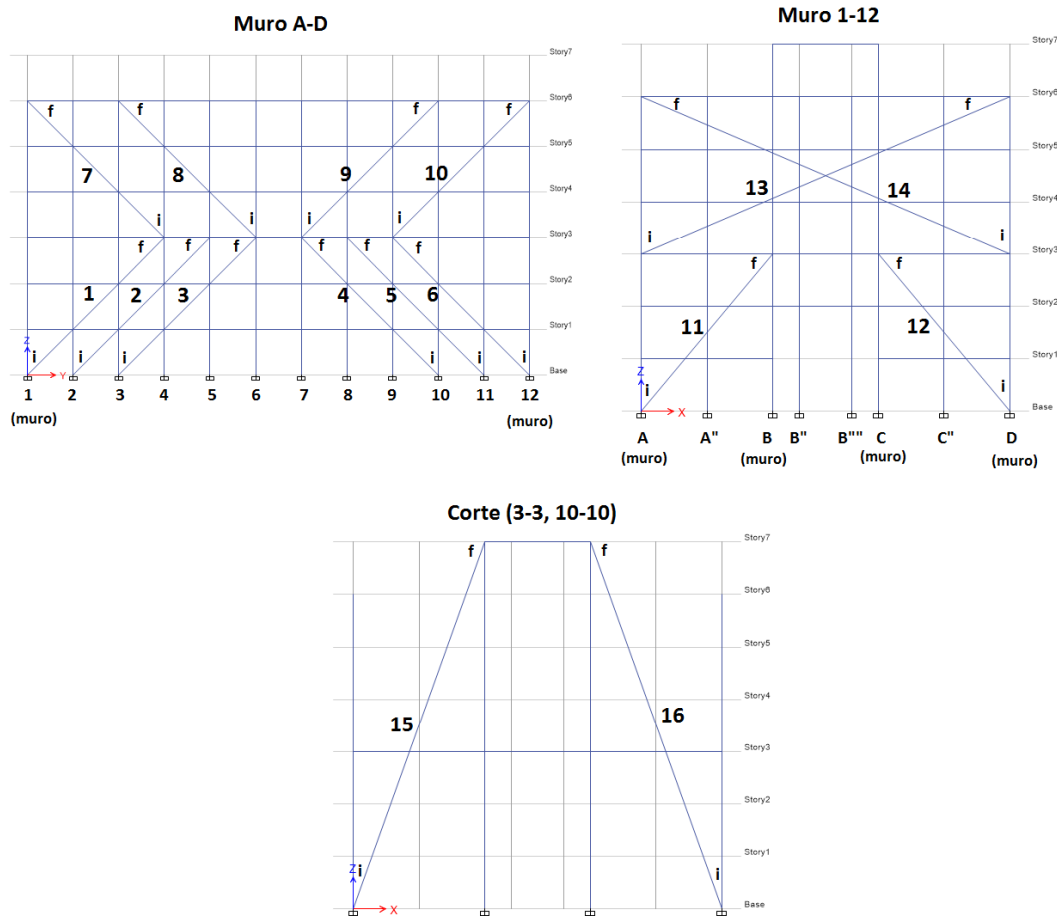 Muro A-D
Story7
f f f f Story6
Story5
7 8 9 10
Story4
i i i i
Story3
f f f f f f
1 2 3 4 5 6
Story2
Story1
Z
i i i i i i
Y Base
1 2 3 4 5 6 7 8 9 10 11 12
(muro) (muro)
Muro 1-12
Story7
Story6
f f
Story5
13 14
Story4
i i
Story3
f f
Story2
11 12
Story1
Z
i i
X Base
A A" B B" B"" C C" D
(muro) (muro) (muro) (muro)
Corte (3-3, 10-10)
Story7
f f
Story6
Story5
Story4
15 16
Story3
Story2
Story1
Z i i
X Base